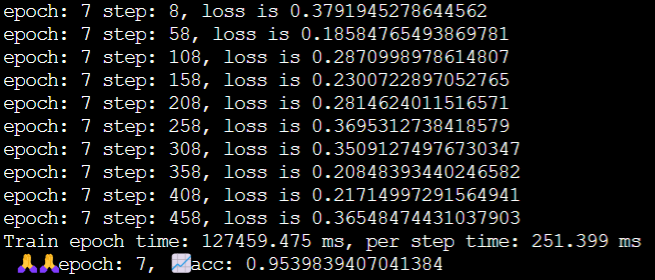 epoch: 7 step: 8, loss is 0.3791945278644562
epoch: 7 step: 58, loss is 0.18584765493869781
epoch: 7 step: 108, loss is 0.2870998978614807
epoch: 7 step: 158, loss is 0.2300722897052765
epoch: 7 step: 208, loss is 0.2814624011516571
epoch: 7 step: 258, loss is 0.3695312738418579
epoch: 7 step: 308, loss is 0.35091274976730347
epoch: 7 step: 358, loss is 0.20848393440246582
epoch: 7 step: 408, loss is 0.21714997291564941
epoch: 7 step: 458, loss is 0.36548474431037903
Train epoch time: 127459.475 ms, per step time: 251.399 ms
🙏🙏epoch: 7, 📈acc: 0.9539839407041384